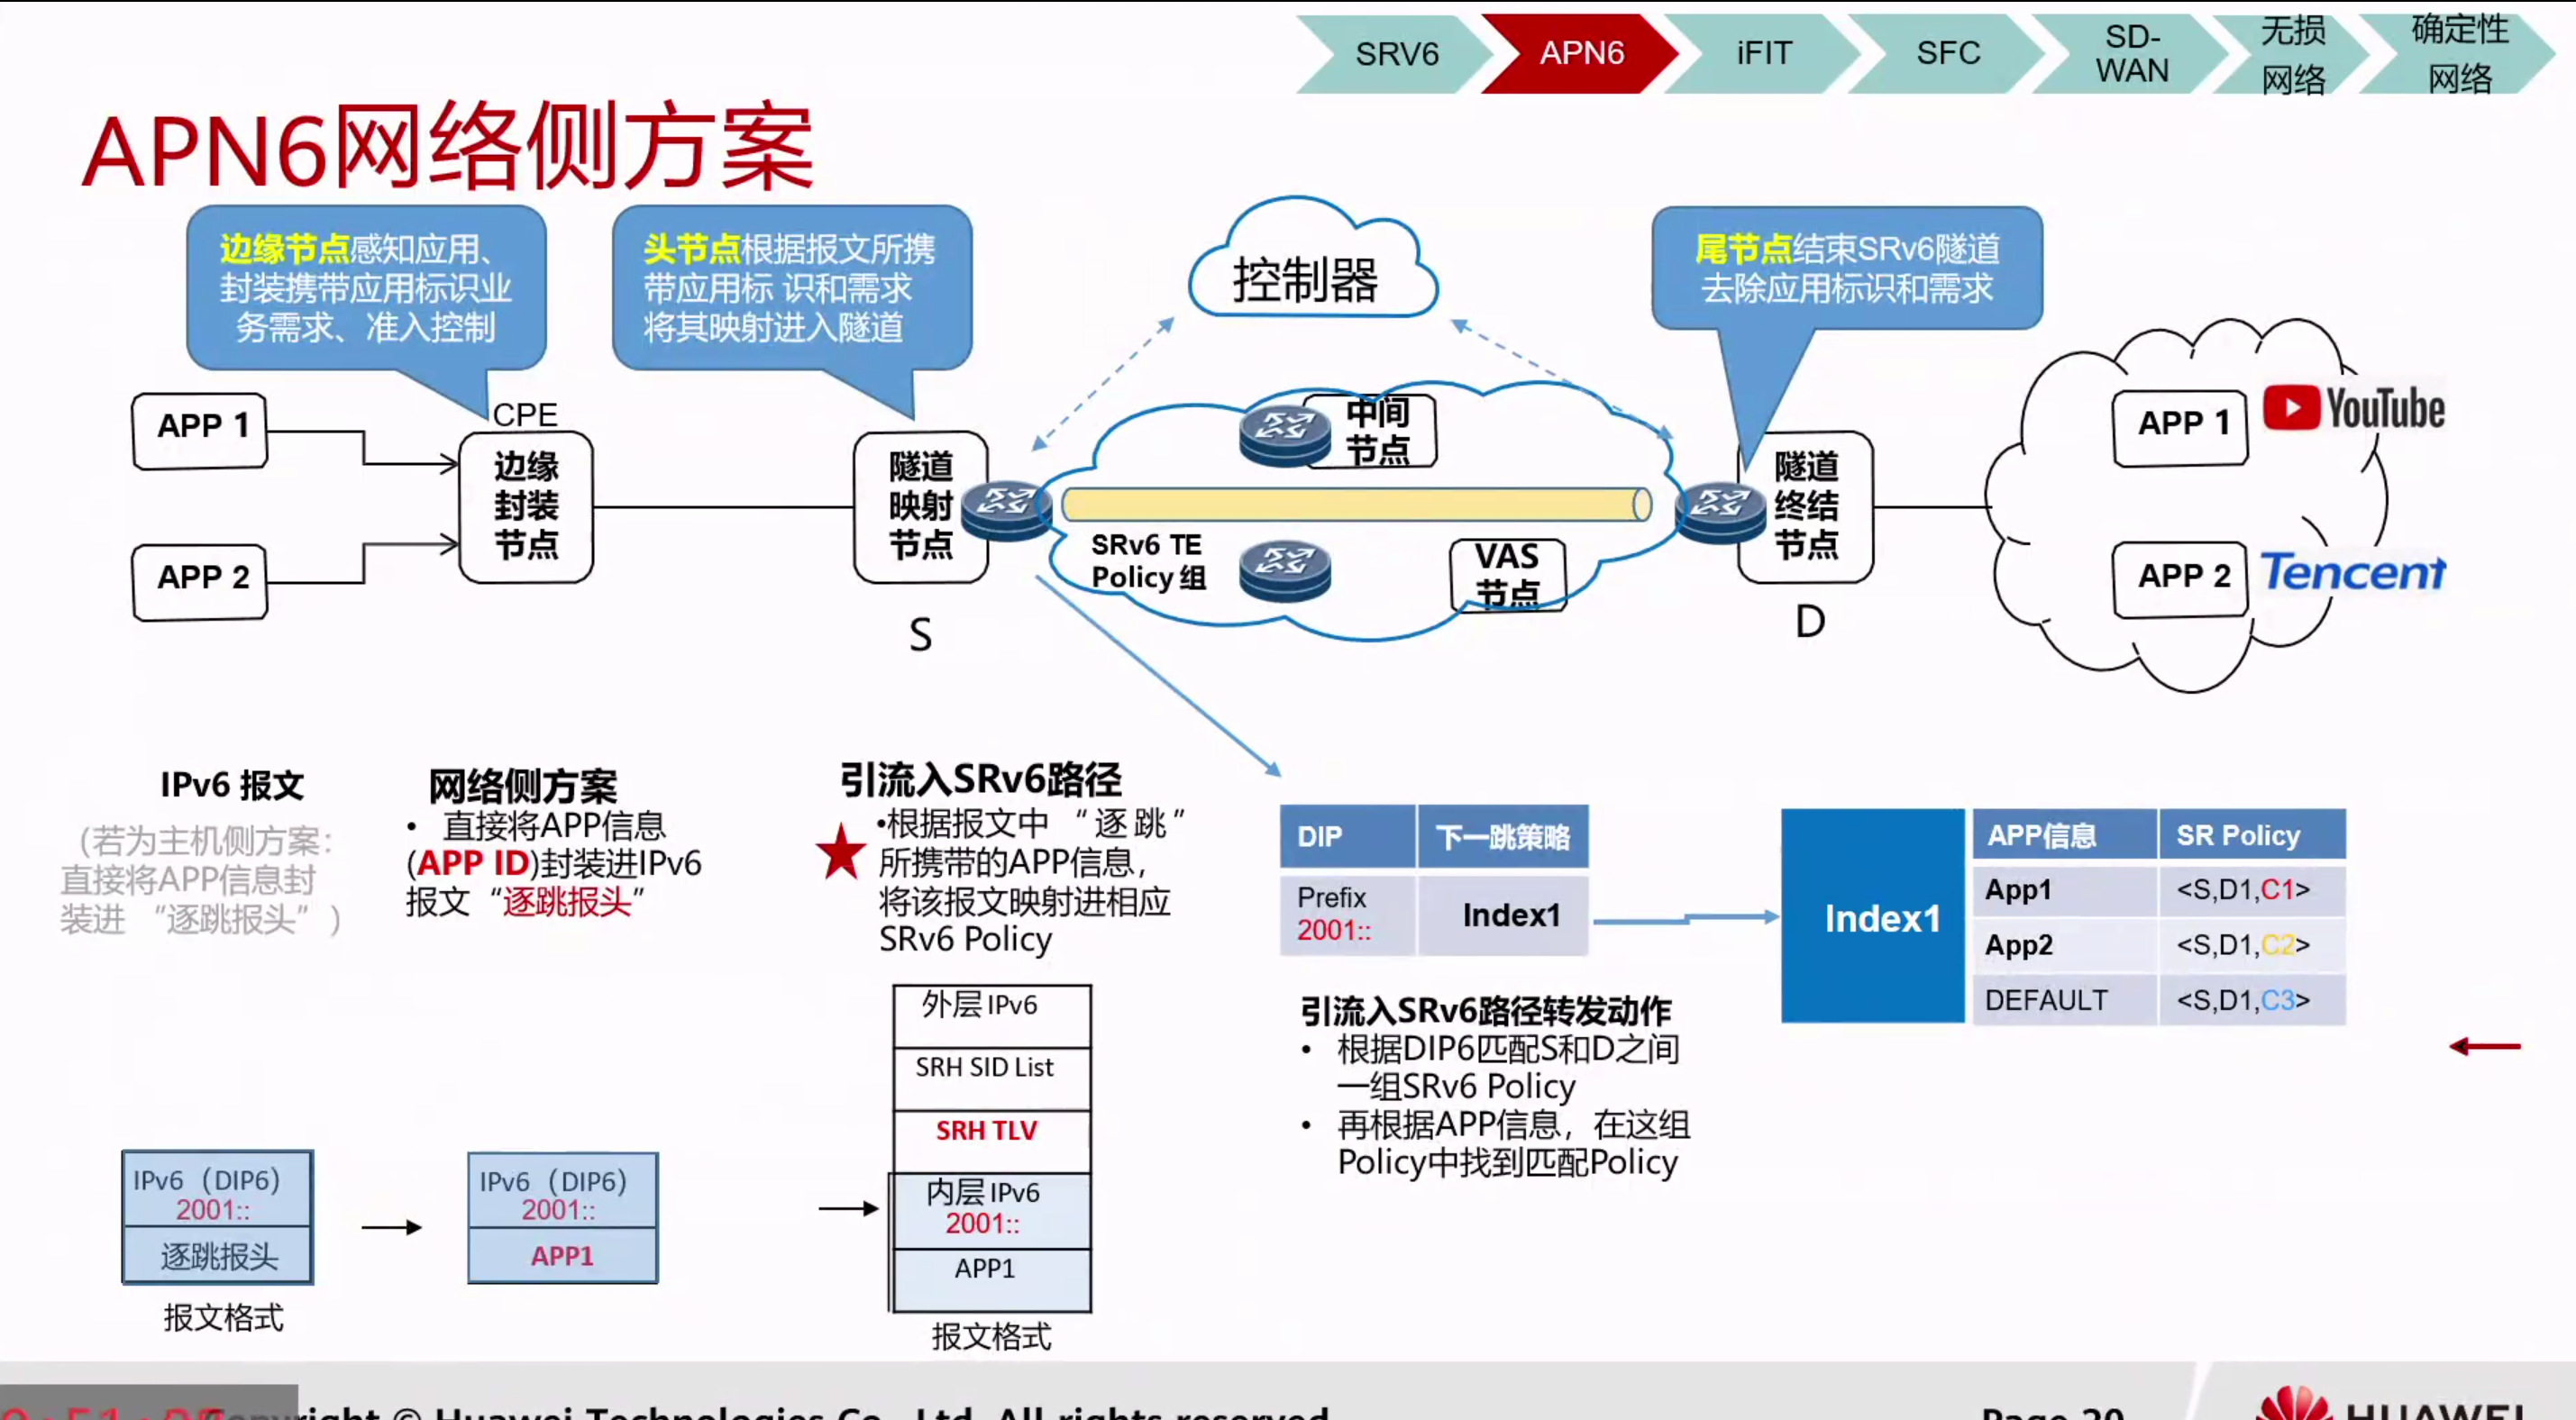 SRV6
APN6
iFIT
SFC
SD-
WAN
无损
网络
确定性
网络
APN6网络侧方案
边缘节点感知应用、
封装携带应用标识业
务需求、准入控制
头节点根据报文所携
带应用标 识和需求
将其映射进入隧道
控制器
尾节点结束SRv6隧道
去除应用标识和需求
APP 1
APP 2
CPE
边缘
封装
节点
隧道
映射
节点
S
中间
节点
SRv6 TE
Policy 组
VAS
节点
隧道
终结
节点
D
APP 1
YouTube
APP 2
Tencent
IPv6 报文
（若为主机侧方案：
直接将APP信息封
装进 “逐跳报头” ）
网络侧方案
• 直接将APP信息
(APP ID)封装进IPv6
报文“逐跳报头”
引流入SRv6路径
•根据报文中 “ 逐 跳 ”
所携带的APP信息，
将该报文映射进相应
SRv6 Policy
DIP
下一跳策略
Prefix
2001::
Index1
Index1
APP信息
SR Policy
App1
<S,D1,C1>
App2
<S,D1,C2>
DEFAULT
<S,D1,C3>
引流入SRv6路径转发动作
• 根据DIP6匹配S和D之间
一组SRv6 Policy
• 再根据APP信息，在这组
Policy中找到匹配Policy
IPv6（DIP6）
2001::
逐跳报头
报文格式
IPv6（DIP6）
2001::
APP1
外层 IPv6
SRH SID List
SRH TLV
内层 IPv6
2001::
APP1
报文格式
Copyright © Huawei Technologies Co., Ltd. All rights reserved.
Page 20
HUAWEI